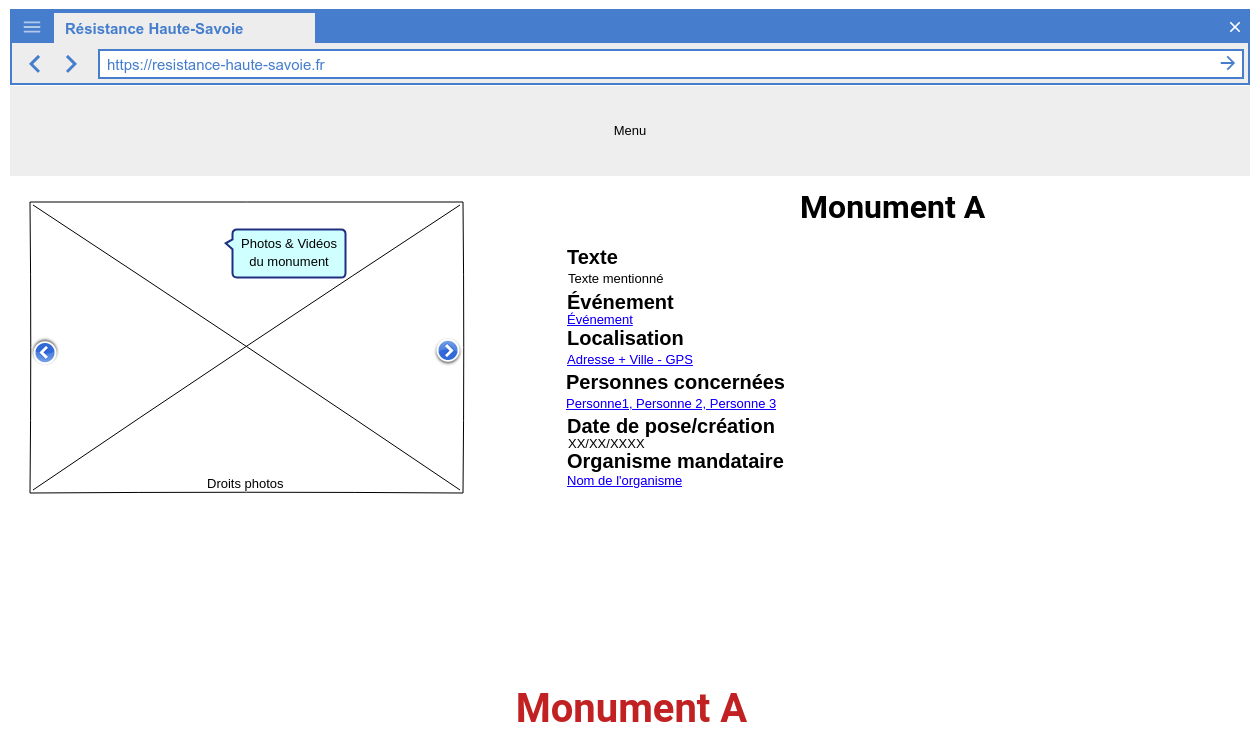 Résistance Haute-Savoie
https://resistance-haute-savoie.fr
Menu
Photos & Vidéos
du monument
Droits photos
Monument A
Texte
Texte mentionné
Événement
Événement
Localisation
Adresse + Ville - GPS
Personnes concernées
Personne1, Personne 2, Personne 3
Date de pose/création
XX/XX/XXXX
Organisme mandataire
Nom de l'organisme
Monument A